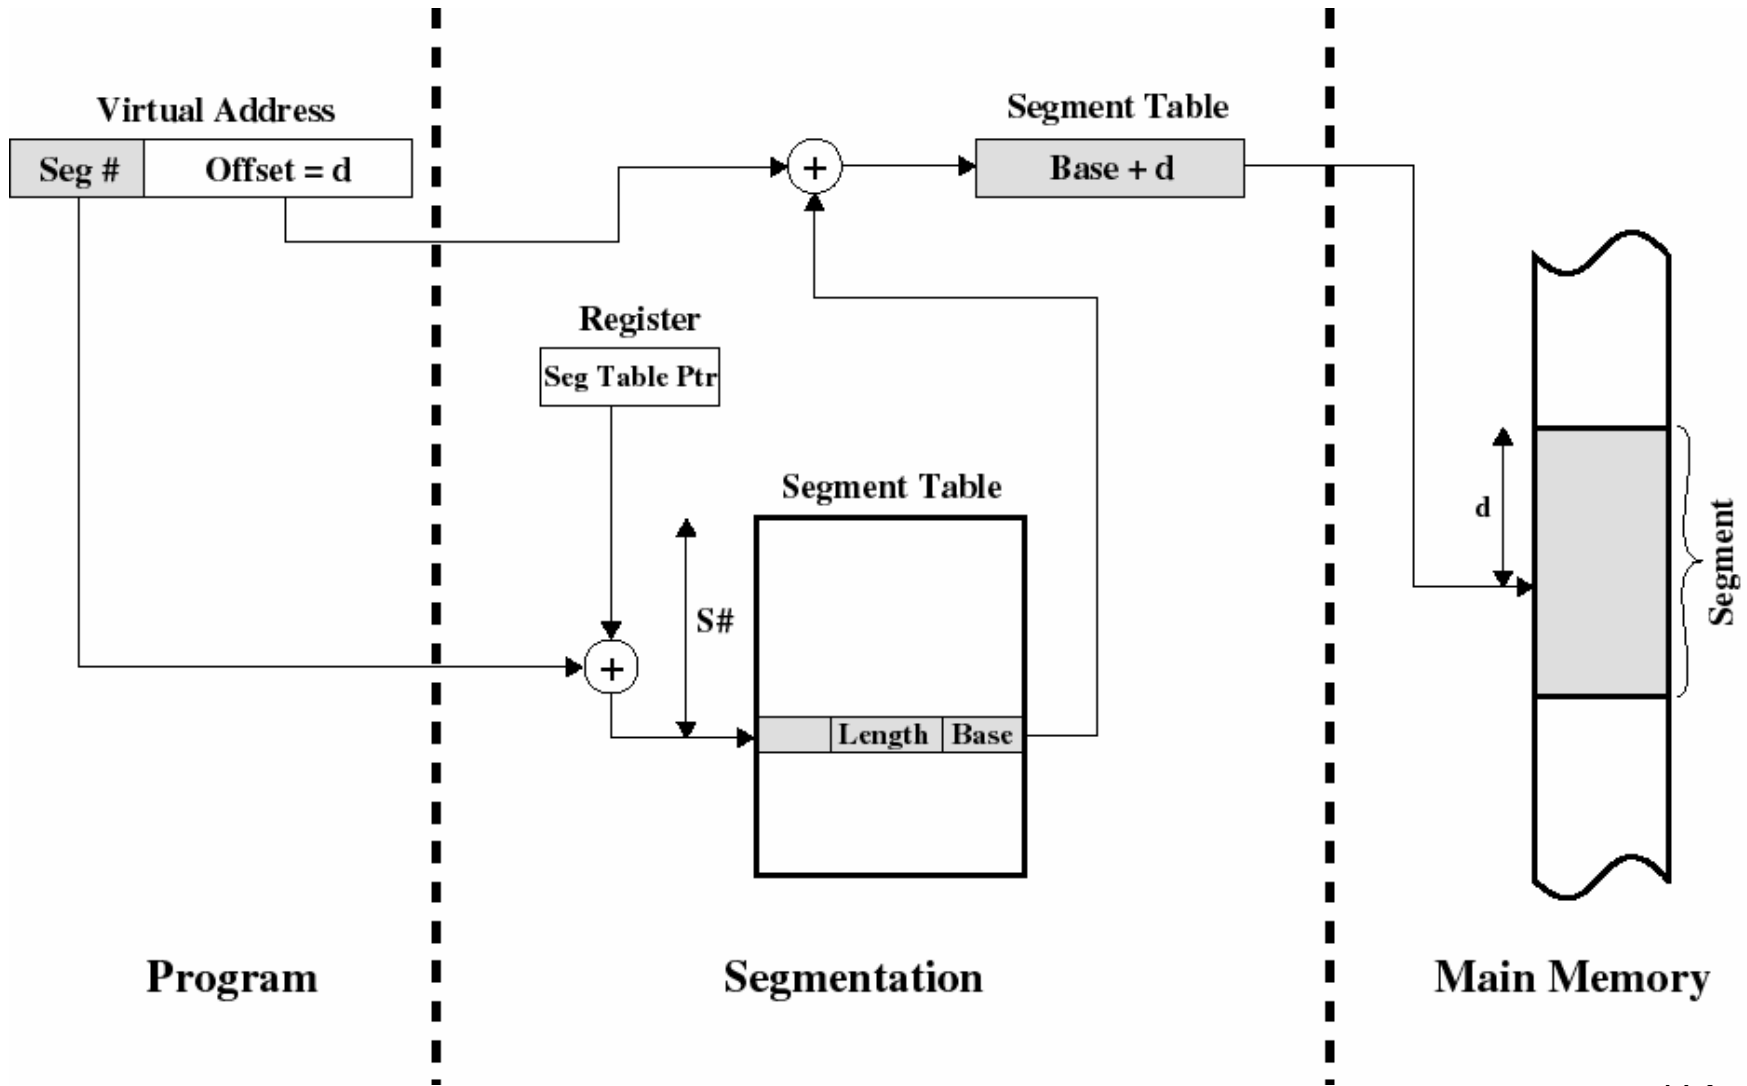 Virtual Address
Seg #
Offset = d
+
Segment Table
Base + d
Register
Seg Table Ptr
Segment Table
S#
+
Length
Base
d
Segment
Program
Segmentation
Main Memory